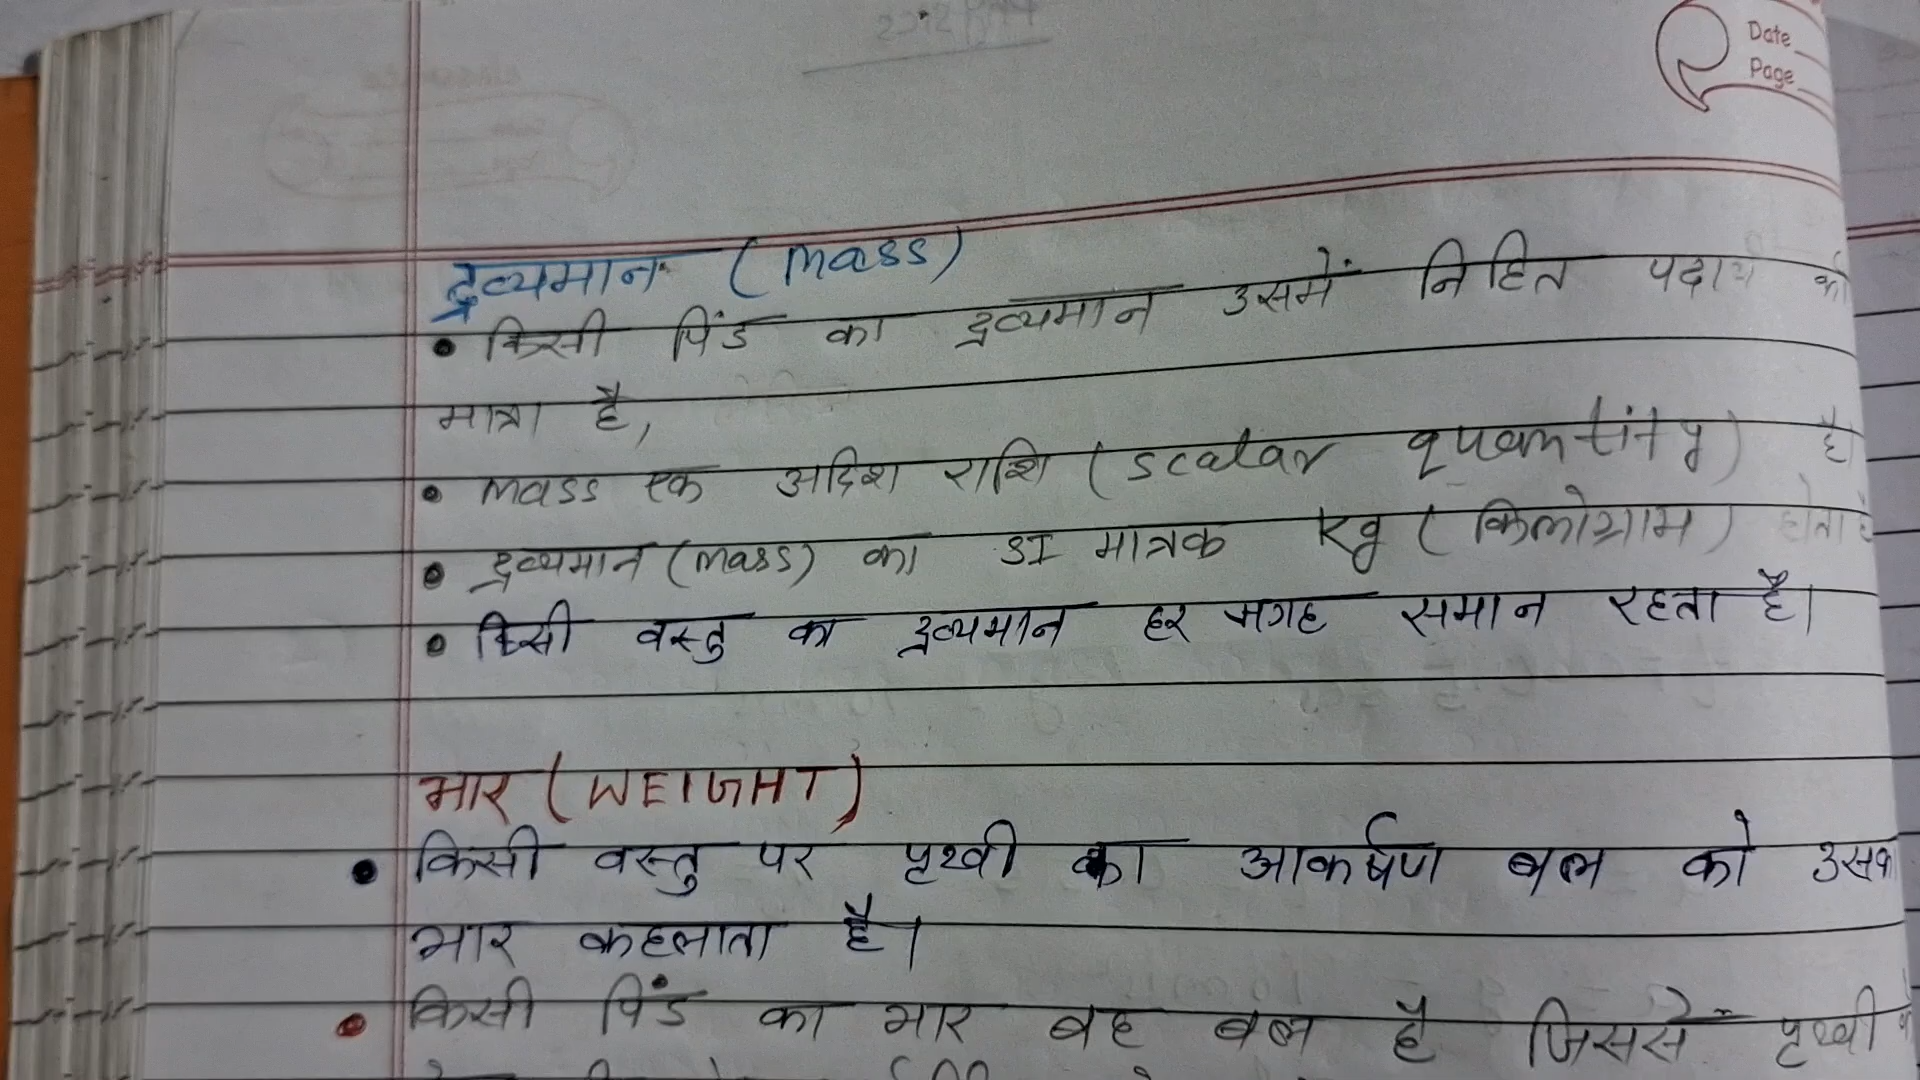 Date
Page
द्रव्यमान (mass)
• किसी पिंड का द्रव्यमान उसमें निहित पदार्थ की
मात्रा है,
• mass एक अदिश राशि (scalar quantity) है
• द्रव्यमान (mass) का SI मात्रक kg (किलोग्राम) होता है
• किसी वस्तु का द्रव्यमान हर जगह समान रहता है।
भार (WEIGHT)
• किसी वस्तु पर पृथ्वी का आकर्षण बल को उसका
भार कहलाता है।
• किसी पिंड का भार वह बल है जिससे पृथ्वी